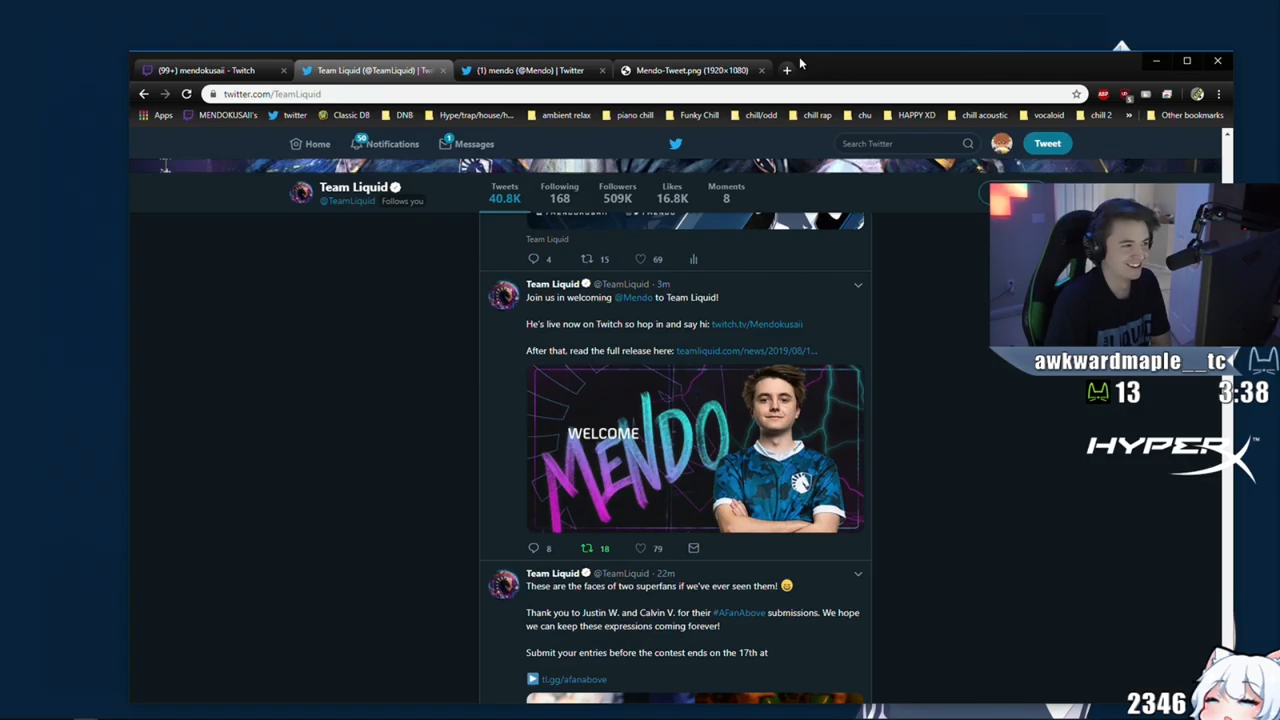 (99+) mendokusaii - Twitch
Team Liquid (@TeamLiquid) | Twi
(1) mendo (@Mendo) | Twitter
Mendo-Tweet.png (1920×1080)
twitter.com/TeamLiquid
Apps
MENDOKUSAII's
twitter
Classic DB
DNB
Hype/trap/house/h...
ambient relax
piano chill
Funky Chill
chill/odd
chill rap
chu
HAPPY XD
chill acoustic
vocaloid
chill 2
Other bookmarks
Home
50
Notifications
1
Messages
Search Twitter
Tweet
Team Liquid
@TeamLiquid Follows you
Tweets
40.8K
Following
168
Followers
509K
Likes
16.8K
Moments
8
Team Liquid
4 15 69
Team Liquid @TeamLiquid · 3m
Join us in welcoming @Mendo to Team Liquid!
He's live now on Twitch so hop in and say hi: twitch.tv/Mendokusaii
After that, read the full release here: teamliquid.com/news/2019/08/1...
WELCOME
MENDO
8 18 79
Team Liquid @TeamLiquid · 22m
These are the faces of two superfans if we've ever seen them!
Thank you to Justin W. and Calvin V. for their #AFanAbove submissions. We hope
we can keep these expressions coming forever!
Submit your entries before the contest ends on the 17th at
tl.gg/afanabove
awkwardmaple__tc
13
3:38
HYPERX
2346